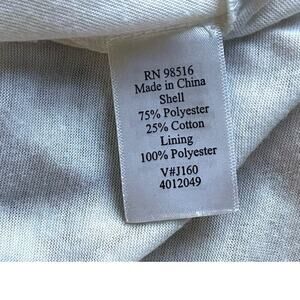 RN 98516
Made in China
Shell
75% Polyester
25% Cotton
Lining
100% Polyester
V#J160
4012049